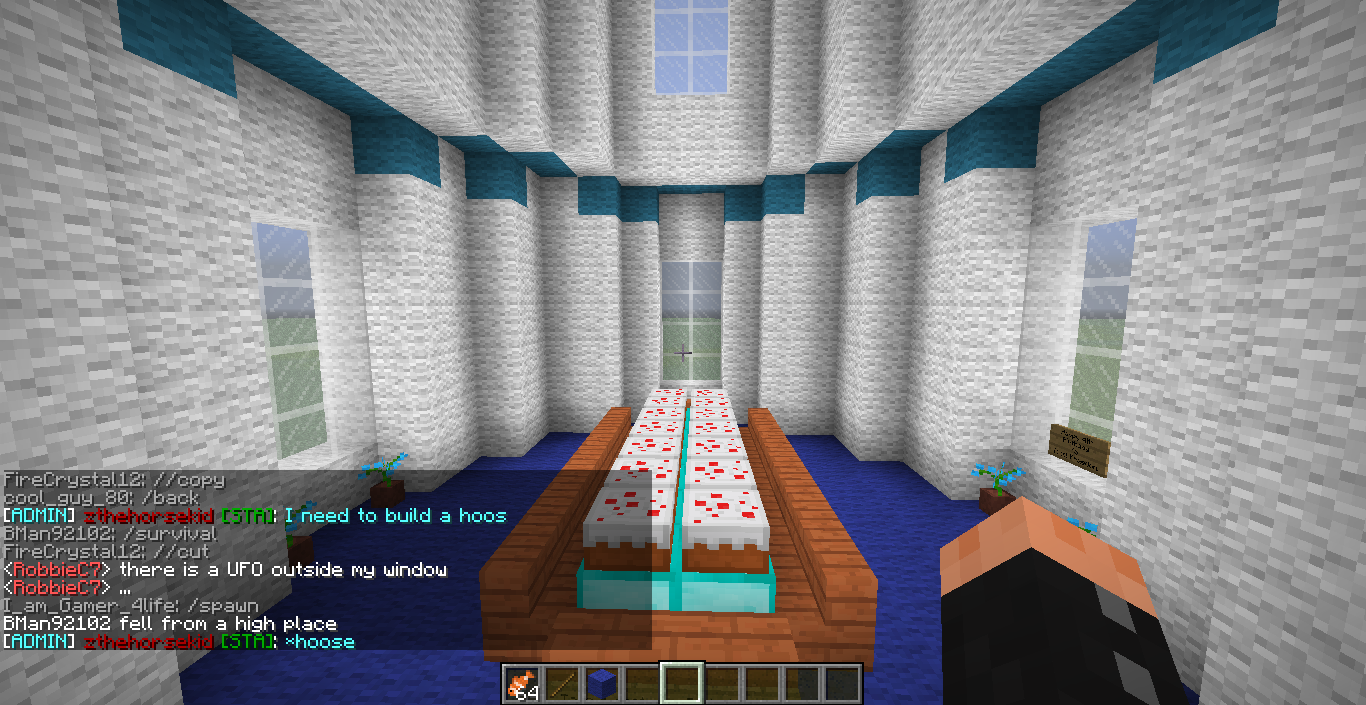 FireCrystal12: //copy
cool_guy_80: /back
[ADMIN] zthehorsekid [STA]: I need to build a hoos
BMan92102: /survival
FireCrystal12: //cut
<RobbieC7> there is a UFO outside my window
<RobbieC7> ...
I_am_Gamer_4life: /spawn
BMan92102 fell from a high place
[ADMIN] zthehorsekid [STA]: *hoose
64